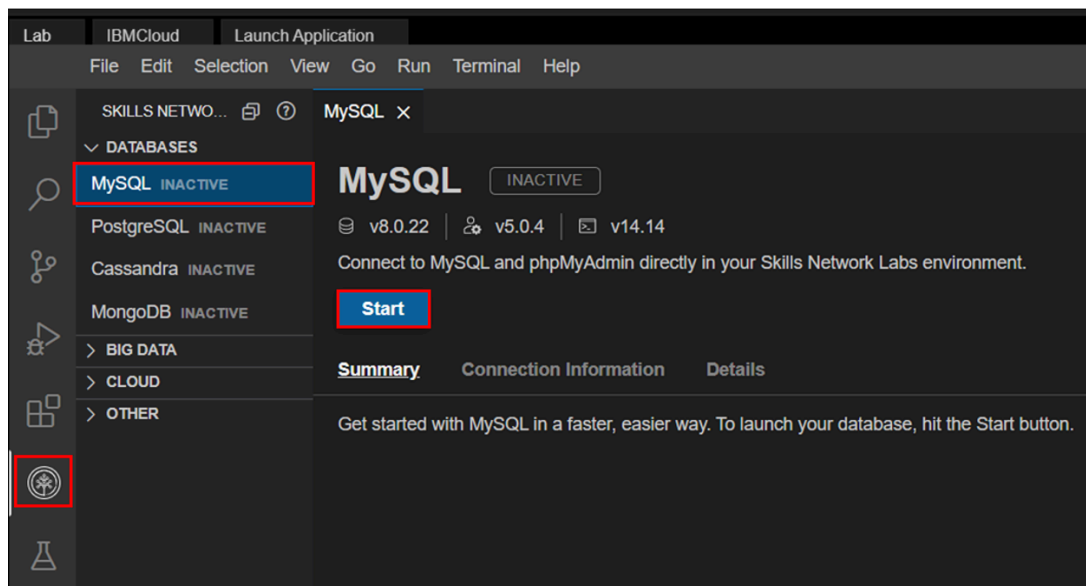 Lab IBMCloud Launch Application
File Edit Selection View Go Run Terminal Help
SKILLS NETWO...
DATABASES
MySQL INACTIVE
PostgreSQL INACTIVE
Cassandra INACTIVE
MongoDB INACTIVE
BIG DATA
CLOUD
OTHER
MySQL
MySQL INACTIVE
v8.0.22 v5.0.4 v14.14
Connect to MySQL and phpMyAdmin directly in your Skills Network Labs environment.
Start
Summary Connection Information Details
Get started with MySQL in a faster, easier way. To launch your database, hit the Start button.